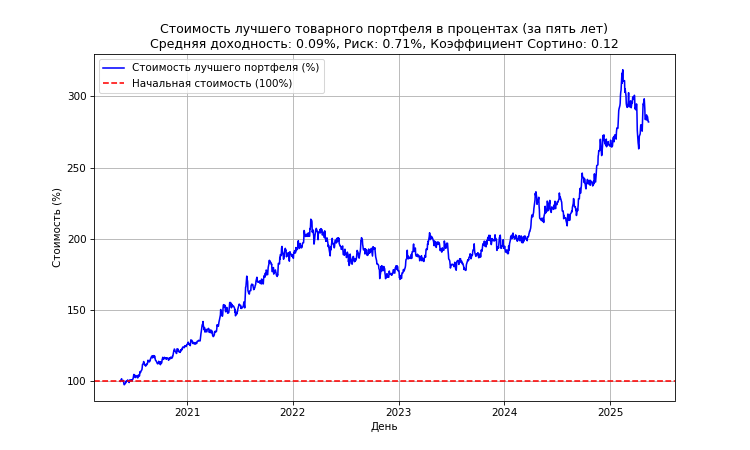 Стоимость лучшего товарного портфеля в процентах (за пять лет)
Средняя доходность: 0.09%, Риск: 0.71%, Коэффициент Сортино: 0.12
Стоимость лучшего портфеля (%)
Начальная стоимость (100%)
Стоимость (%)
300
250
200
150
100
2021 2022 2023 2024 2025
День